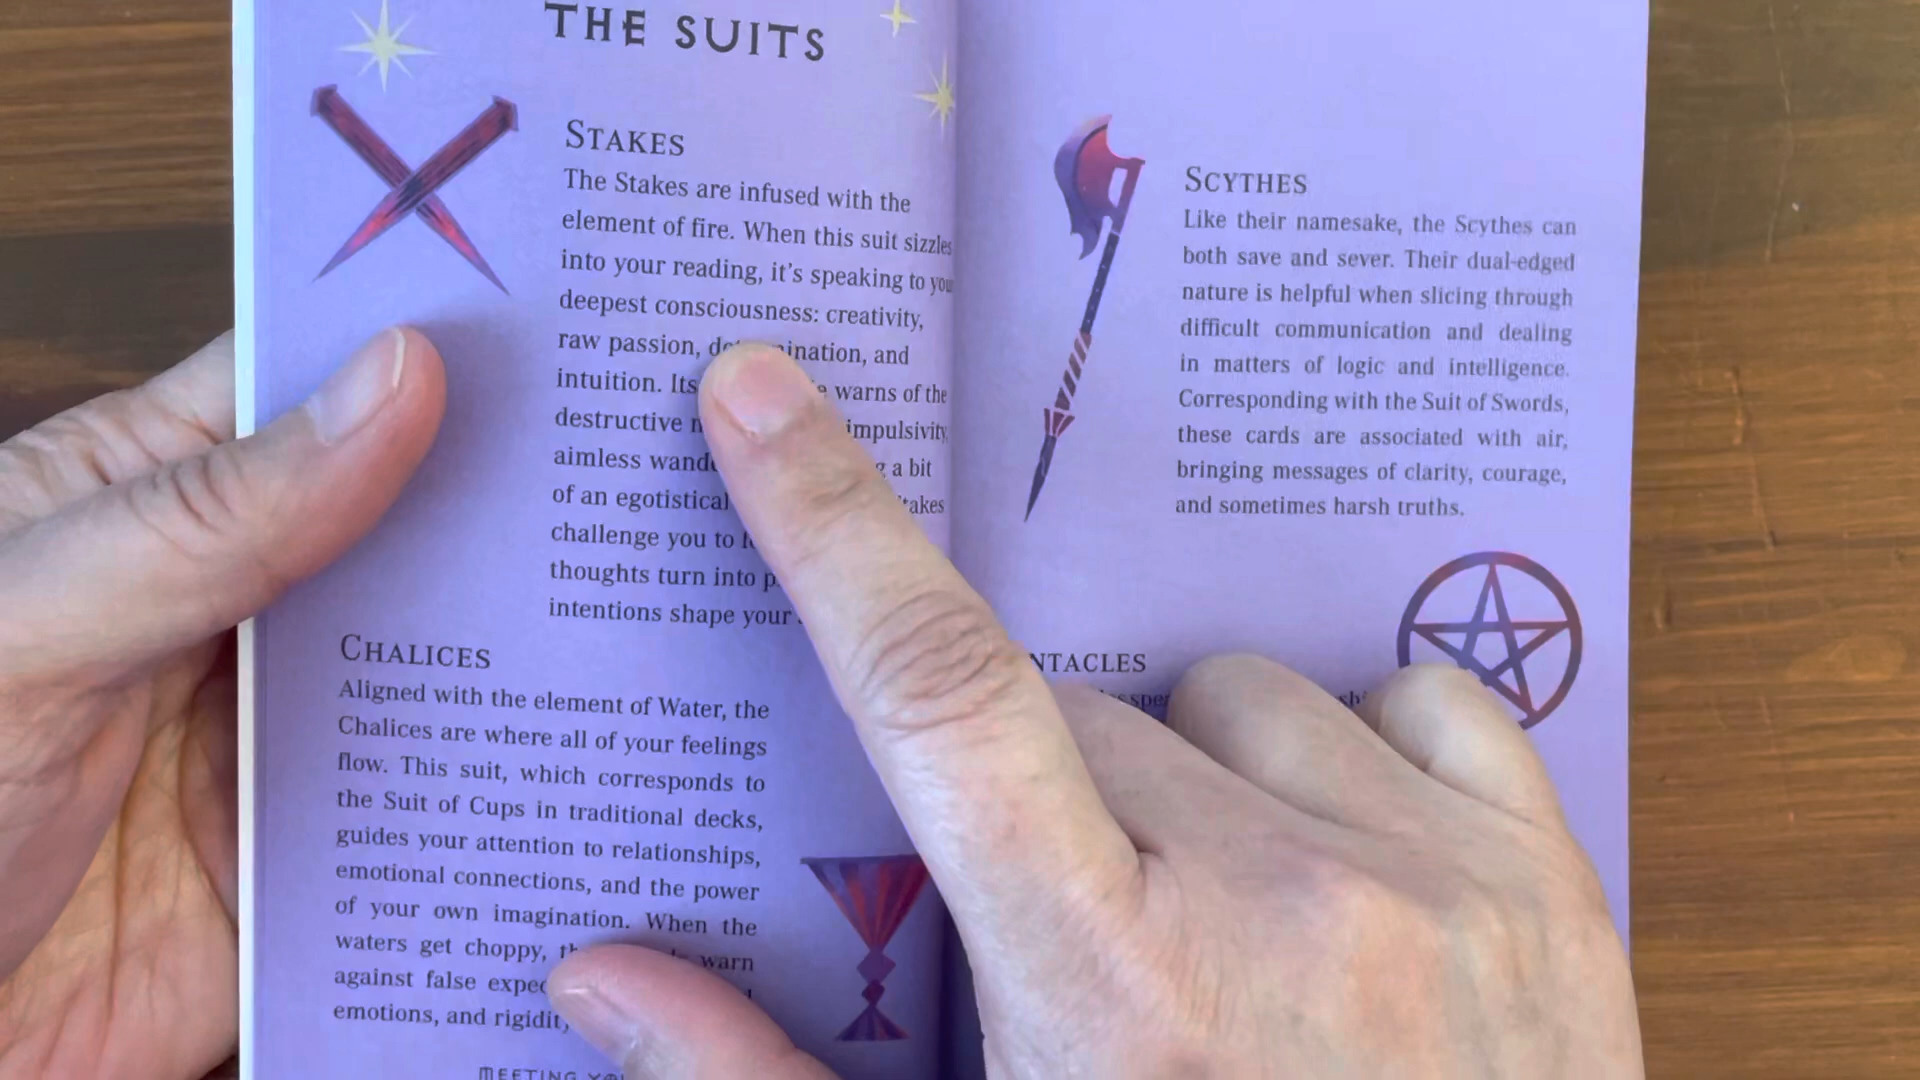 THE SUITS
STAKES
The Stakes are infused with the
element of fire. When this suit sizzles
into your reading, it's speaking to
deepest consciousness: creativity,
raw passion, and
intuition. Its warns of the
destructive impulsivity,
aimless a bit
of an egotistical
challenge you to
thoughts turn into
intentions shape your
CHALICES
Aligned with the element of Water, the
Chalices are where all of your feelings
flow. This suit, which corresponds to
the Suit of Cups in traditional decks,
guides your attention to relationships,
emotional connections, and the power
of your own imagination. When the
waters get choppy, warn
against false
emotions, and
MEETING
SCYTHES
Like their namesake, the Scythes can
both save and sever. Their dual-edged
nature is helpful when slicing through
difficult communication and dealing
in matters of logic and intelligence.
Corresponding with the Suit of Swords,
these cards are associated with air,
bringing messages of clarity, courage,
and sometimes harsh truths.